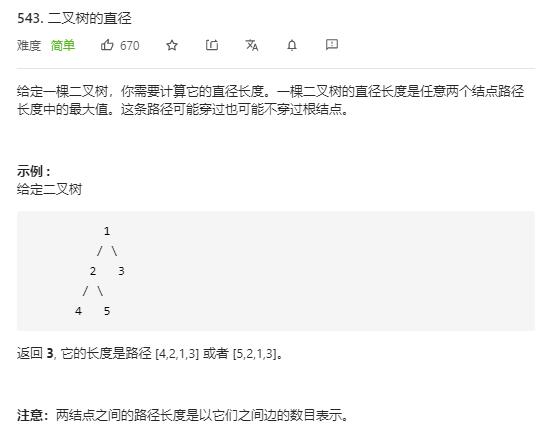 543. 二叉树的直径
难度 简单 670
给定一棵二叉树，你需要计算它的直径长度。一棵二叉树的直径长度是任意两个结点路径
长度中的最大值。这条路径可能穿过也可能不穿过根结点。
示例 :
给定二叉树
1
/ \
2 3
/ \
4 5
返回 3, 它的长度是路径 [4,2,1,3] 或者 [5,2,1,3]。
注意：两结点之间的路径长度是以它们之间边的数目表示。